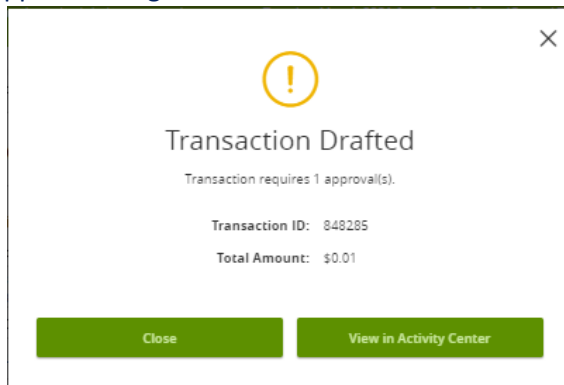 Transaction Drafted
Transaction requires 1 approval(s).
Transaction ID: 848285
Total Amount: $0.01
Close View in Activity Center